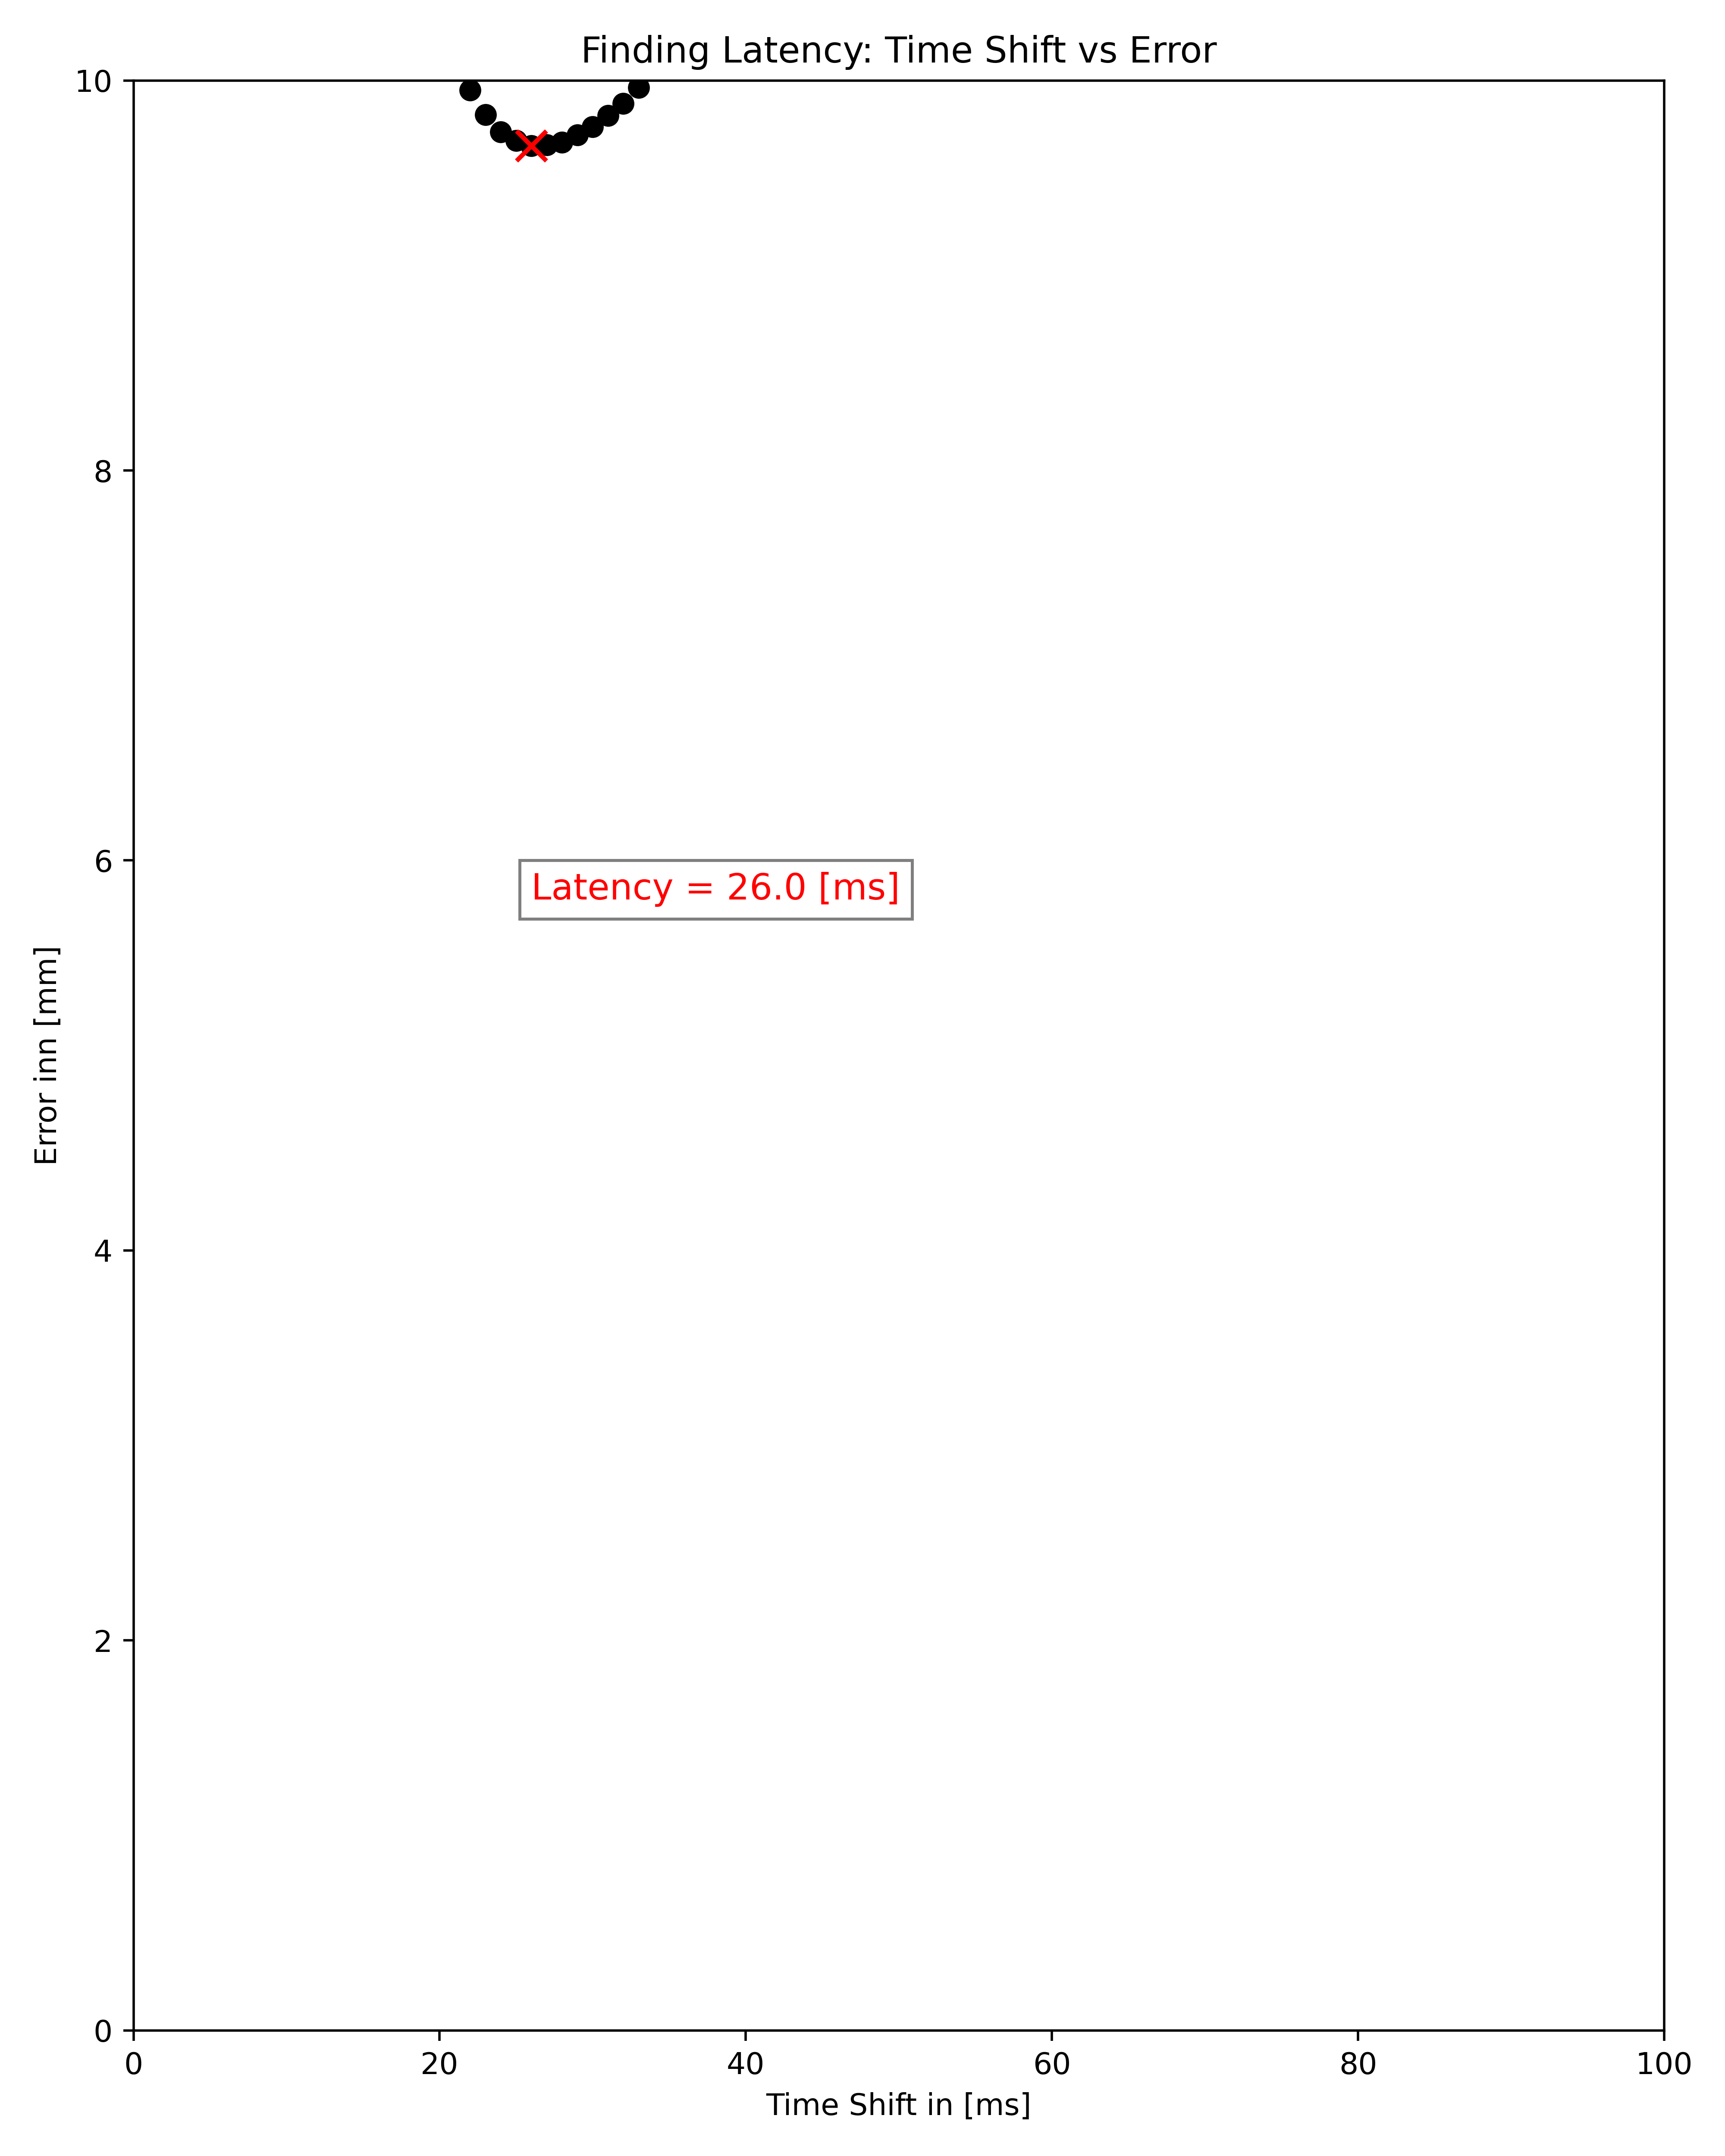 Finding Latency: Time Shift vs Error
10
8
6
Latency = 26.0 [ms]
Error inn [mm]
4
2
0
0 20 40 60 80 100
Time Shift in [ms]